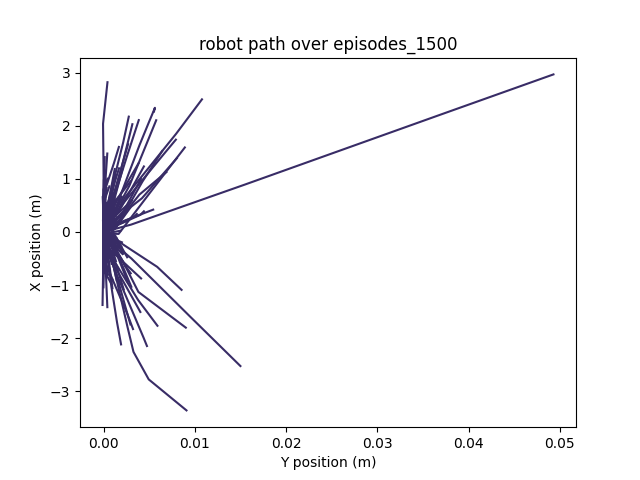 robot path over episodes_1500
3
2
1
0
−1
−2
−3
X position (m)
0.00 0.01 0.02 0.03 0.04 0.05
Y position (m)